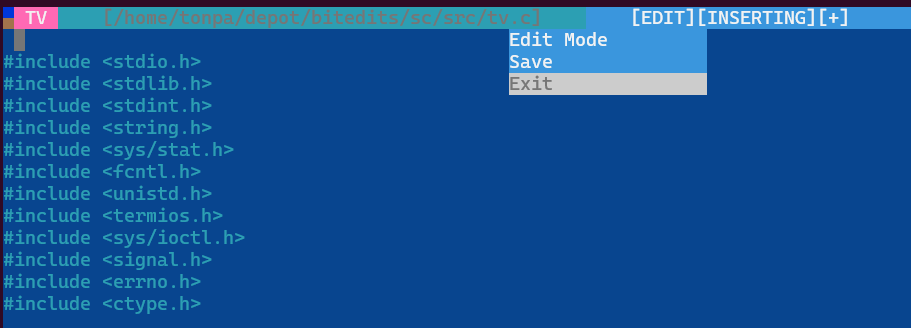 TV [/home/tonpa/depot/bitedits/sc/src/tv.c] [EDIT][INSERTING][+]
Edit Mode
Save
Exit
#include <stdio.h>
#include <stdlib.h>
#include <stdint.h>
#include <string.h>
#include <sys/stat.h>
#include <fcntl.h>
#include <unistd.h>
#include <termios.h>
#include <sys/ioctl.h>
#include <signal.h>
#include <errno.h>
#include <ctype.h>